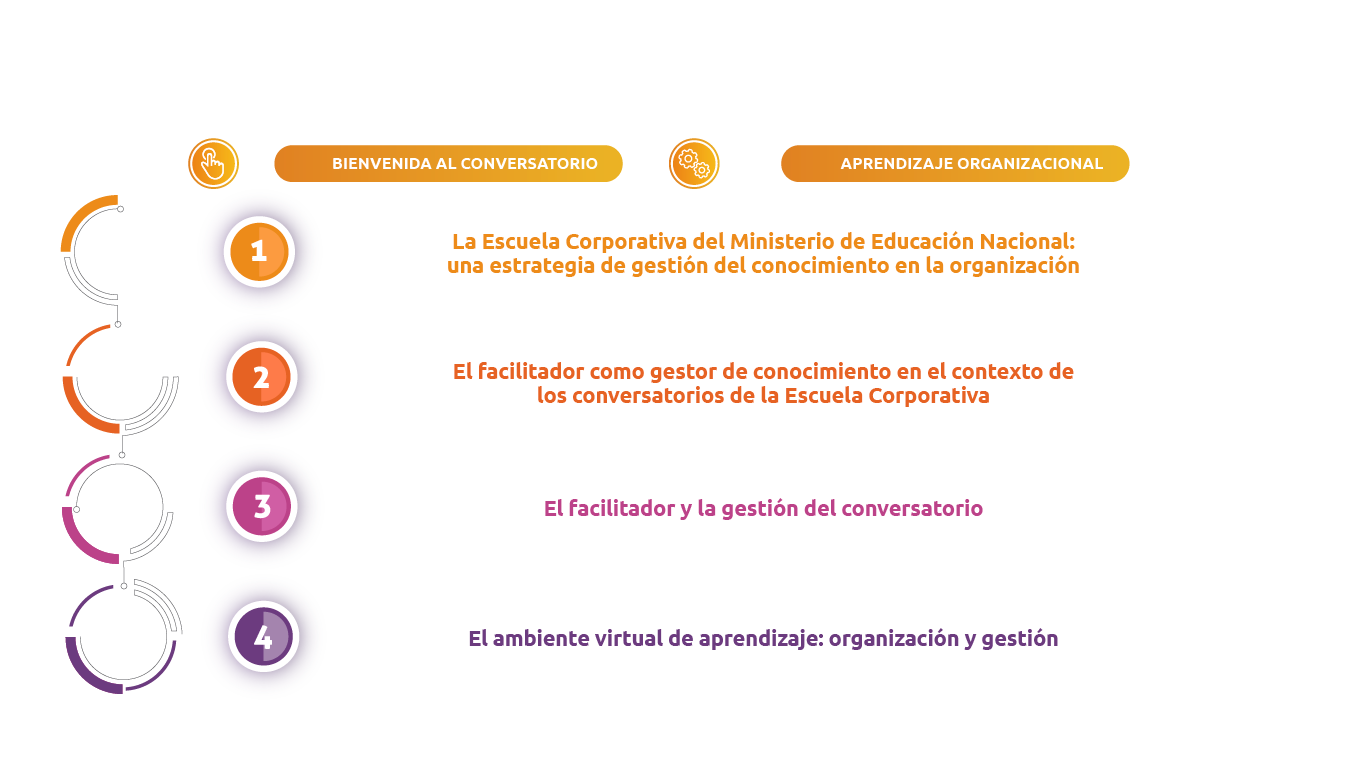 BIENVENIDA AL CONVERSATORIO
APRENDIZAJE ORGANIZACIONAL
1
La Escuela Corporativa del Ministerio de Educación Nacional:
una estrategia de gestión del conocimiento en la organización
2
El facilitador como gestor de conocimiento en el contexto de
los conversatorios de la Escuela Corporativa
3
El facilitador y la gestión del conversatorio
4
El ambiente virtual de aprendizaje: organización y gestión